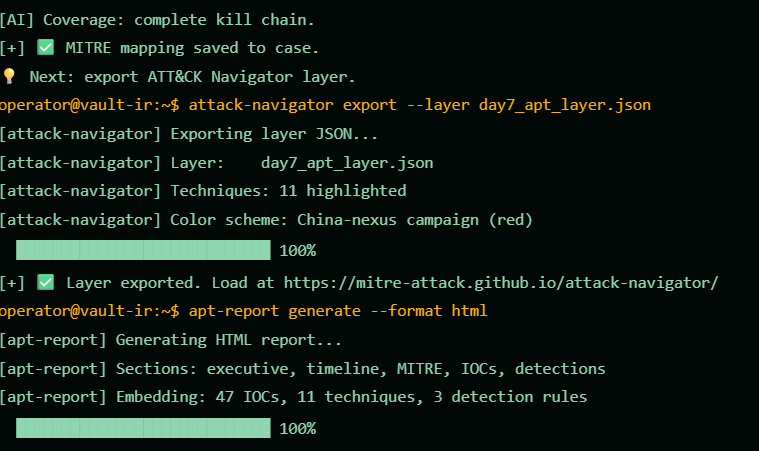 [AI] Coverage: complete kill chain.
[+] ✅ MITRE mapping saved to case.
💡 Next: export ATT&CK Navigator layer.
operator@vault-ir:~$ attack-navigator export --layer day7_apt_layer.json
[attack-navigator] Exporting layer JSON...
[attack-navigator] Layer:    day7_apt_layer.json
[attack-navigator] Techniques: 11 highlighted
[attack-navigator] Color scheme: China-nexus campaign (red)
100%
[+] ✅ Layer exported. Load at https://mitre-attack.github.io/attack-navigator/
operator@vault-ir:~$ apt-report generate --format html
[apt-report] Generating HTML report...
[apt-report] Sections: executive, timeline, MITRE, IOCs, detections
[apt-report] Embedding: 47 IOCs, 11 techniques, 3 detection rules
100%